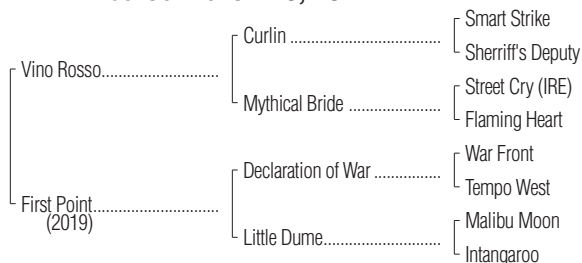 Smart Strike
Curlin
Sherriff's Deputy
Vino Rosso
Street Cry (IRE)
Mythical Bride
Flaming Heart
War Front
Declaration of War
Tempo West
First Point
(2019)
Malibu Moon
Little Dume
Intangaroo